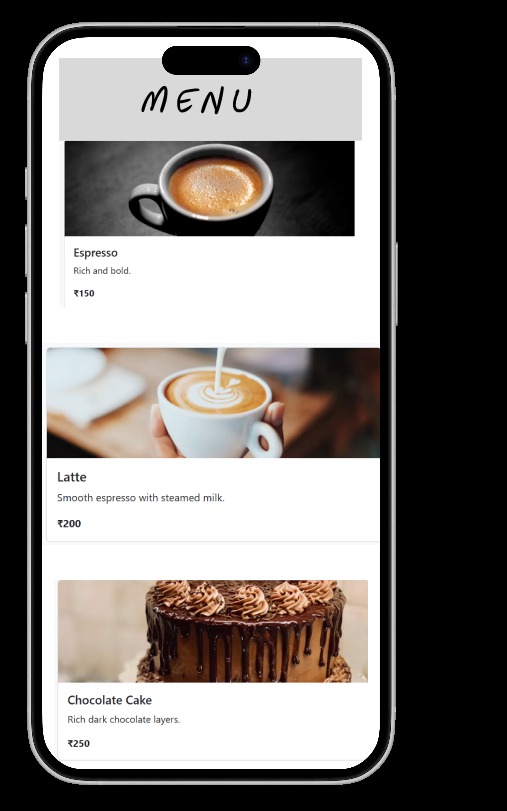 MENU
Espresso
Rich and bold.
₹150
Latte
Smooth espresso with steamed milk.
₹200
Chocolate Cake
Rich dark chocolate layers.
₹250